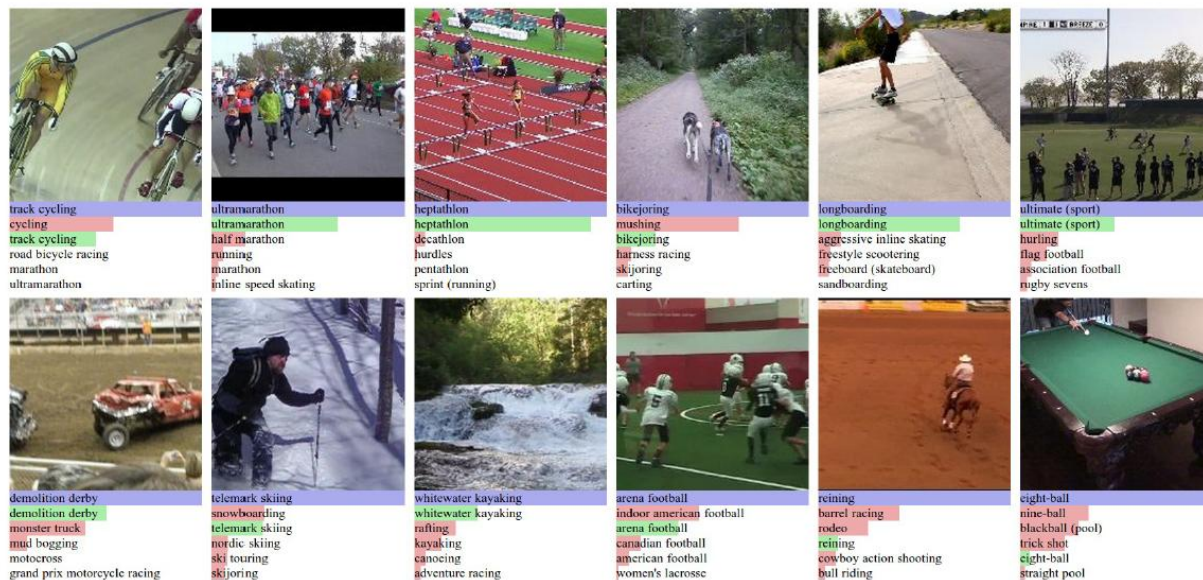 PIRE 1 BREEZE 0
track cycling
cycling
track cycling
road bicycle racing
marathon
ultramarathon
ultramarathon
ultramarathon
half marathon
running
marathon
inline speed skating
heptathlon
heptathlon
decathlon
hurdles
pentathlon
sprint (running)
bikejoring
mushing
bikejoring
harness racing
skijoring
carting
longboarding
longboarding
aggressive inline skating
freestyle scootering
freeboard (skateboard)
sandboarding
ultimate (sport)
ultimate (sport)
hurling
flag football
association football
rugby sevens
demolition derby
demolition derby
monster truck
mud bogging
motocross
grand prix motorcycle racing
telemark skiing
snowboarding
telemark skiing
nordic skiing
ski touring
skijoring
whitewater kayaking
whitewater kayaking
rafting
kayaking
canoeing
adventure racing
arena football
indoor american football
arena football
canadian football
american football
women's lacrosse
5
11
reining
barrel racing
rodeo
reining
cowboy action shooting
bull riding
eight-ball
nine-ball
blackball (pool)
trick shot
eight-ball
straight pool